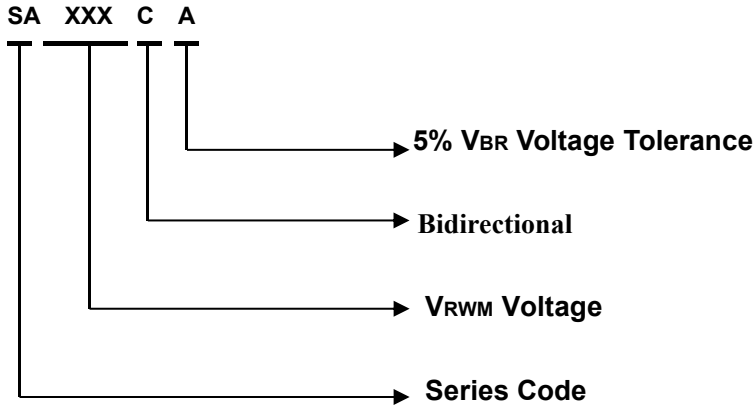 SA XXX C A
5% VBR Voltage Tolerance
Bidirectional
VRWM Voltage
Series Code